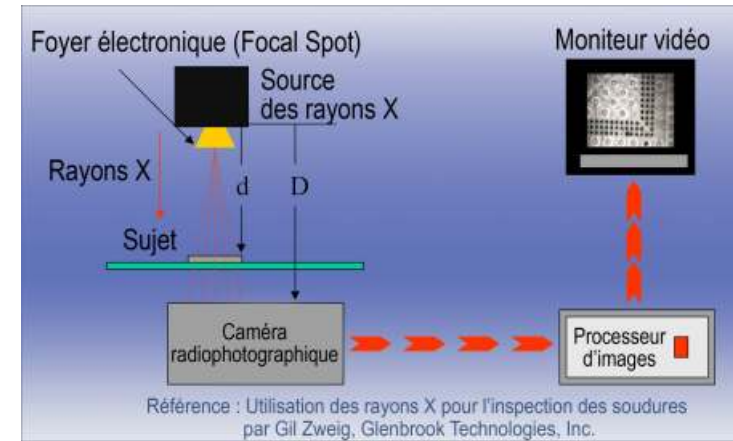 Foyer électronique (Focal Spot)
Moniteur vidéo
Source
des rayons X
Rayons X
d
D
Sujet
Caméra
radiophotographique
Processeur
d'images
Référence : Utilisation des rayons X pour l'inspection des soudures
par Gil Zweig, Glenbrook Technologies, Inc.